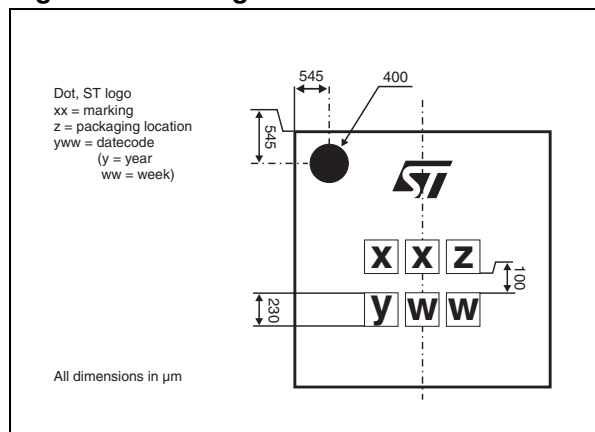 Dot, ST logo
xx = marking
z = packaging location
yww = datecode
(y = year
ww = week)
545
400
545
ST
x x z
100
y w w
230
All dimensions in µm